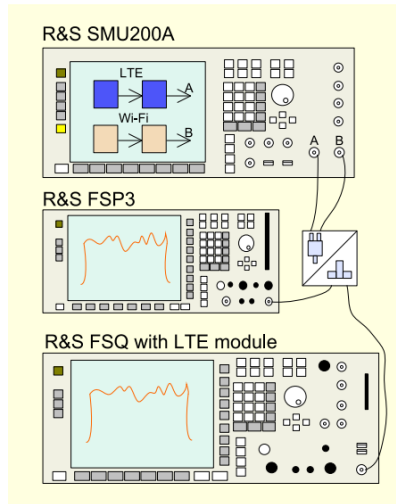 R&S SMU200A
LTE
A
Wi-Fi
B
A B
R&S FSP3
R&S FSQ with LTE module